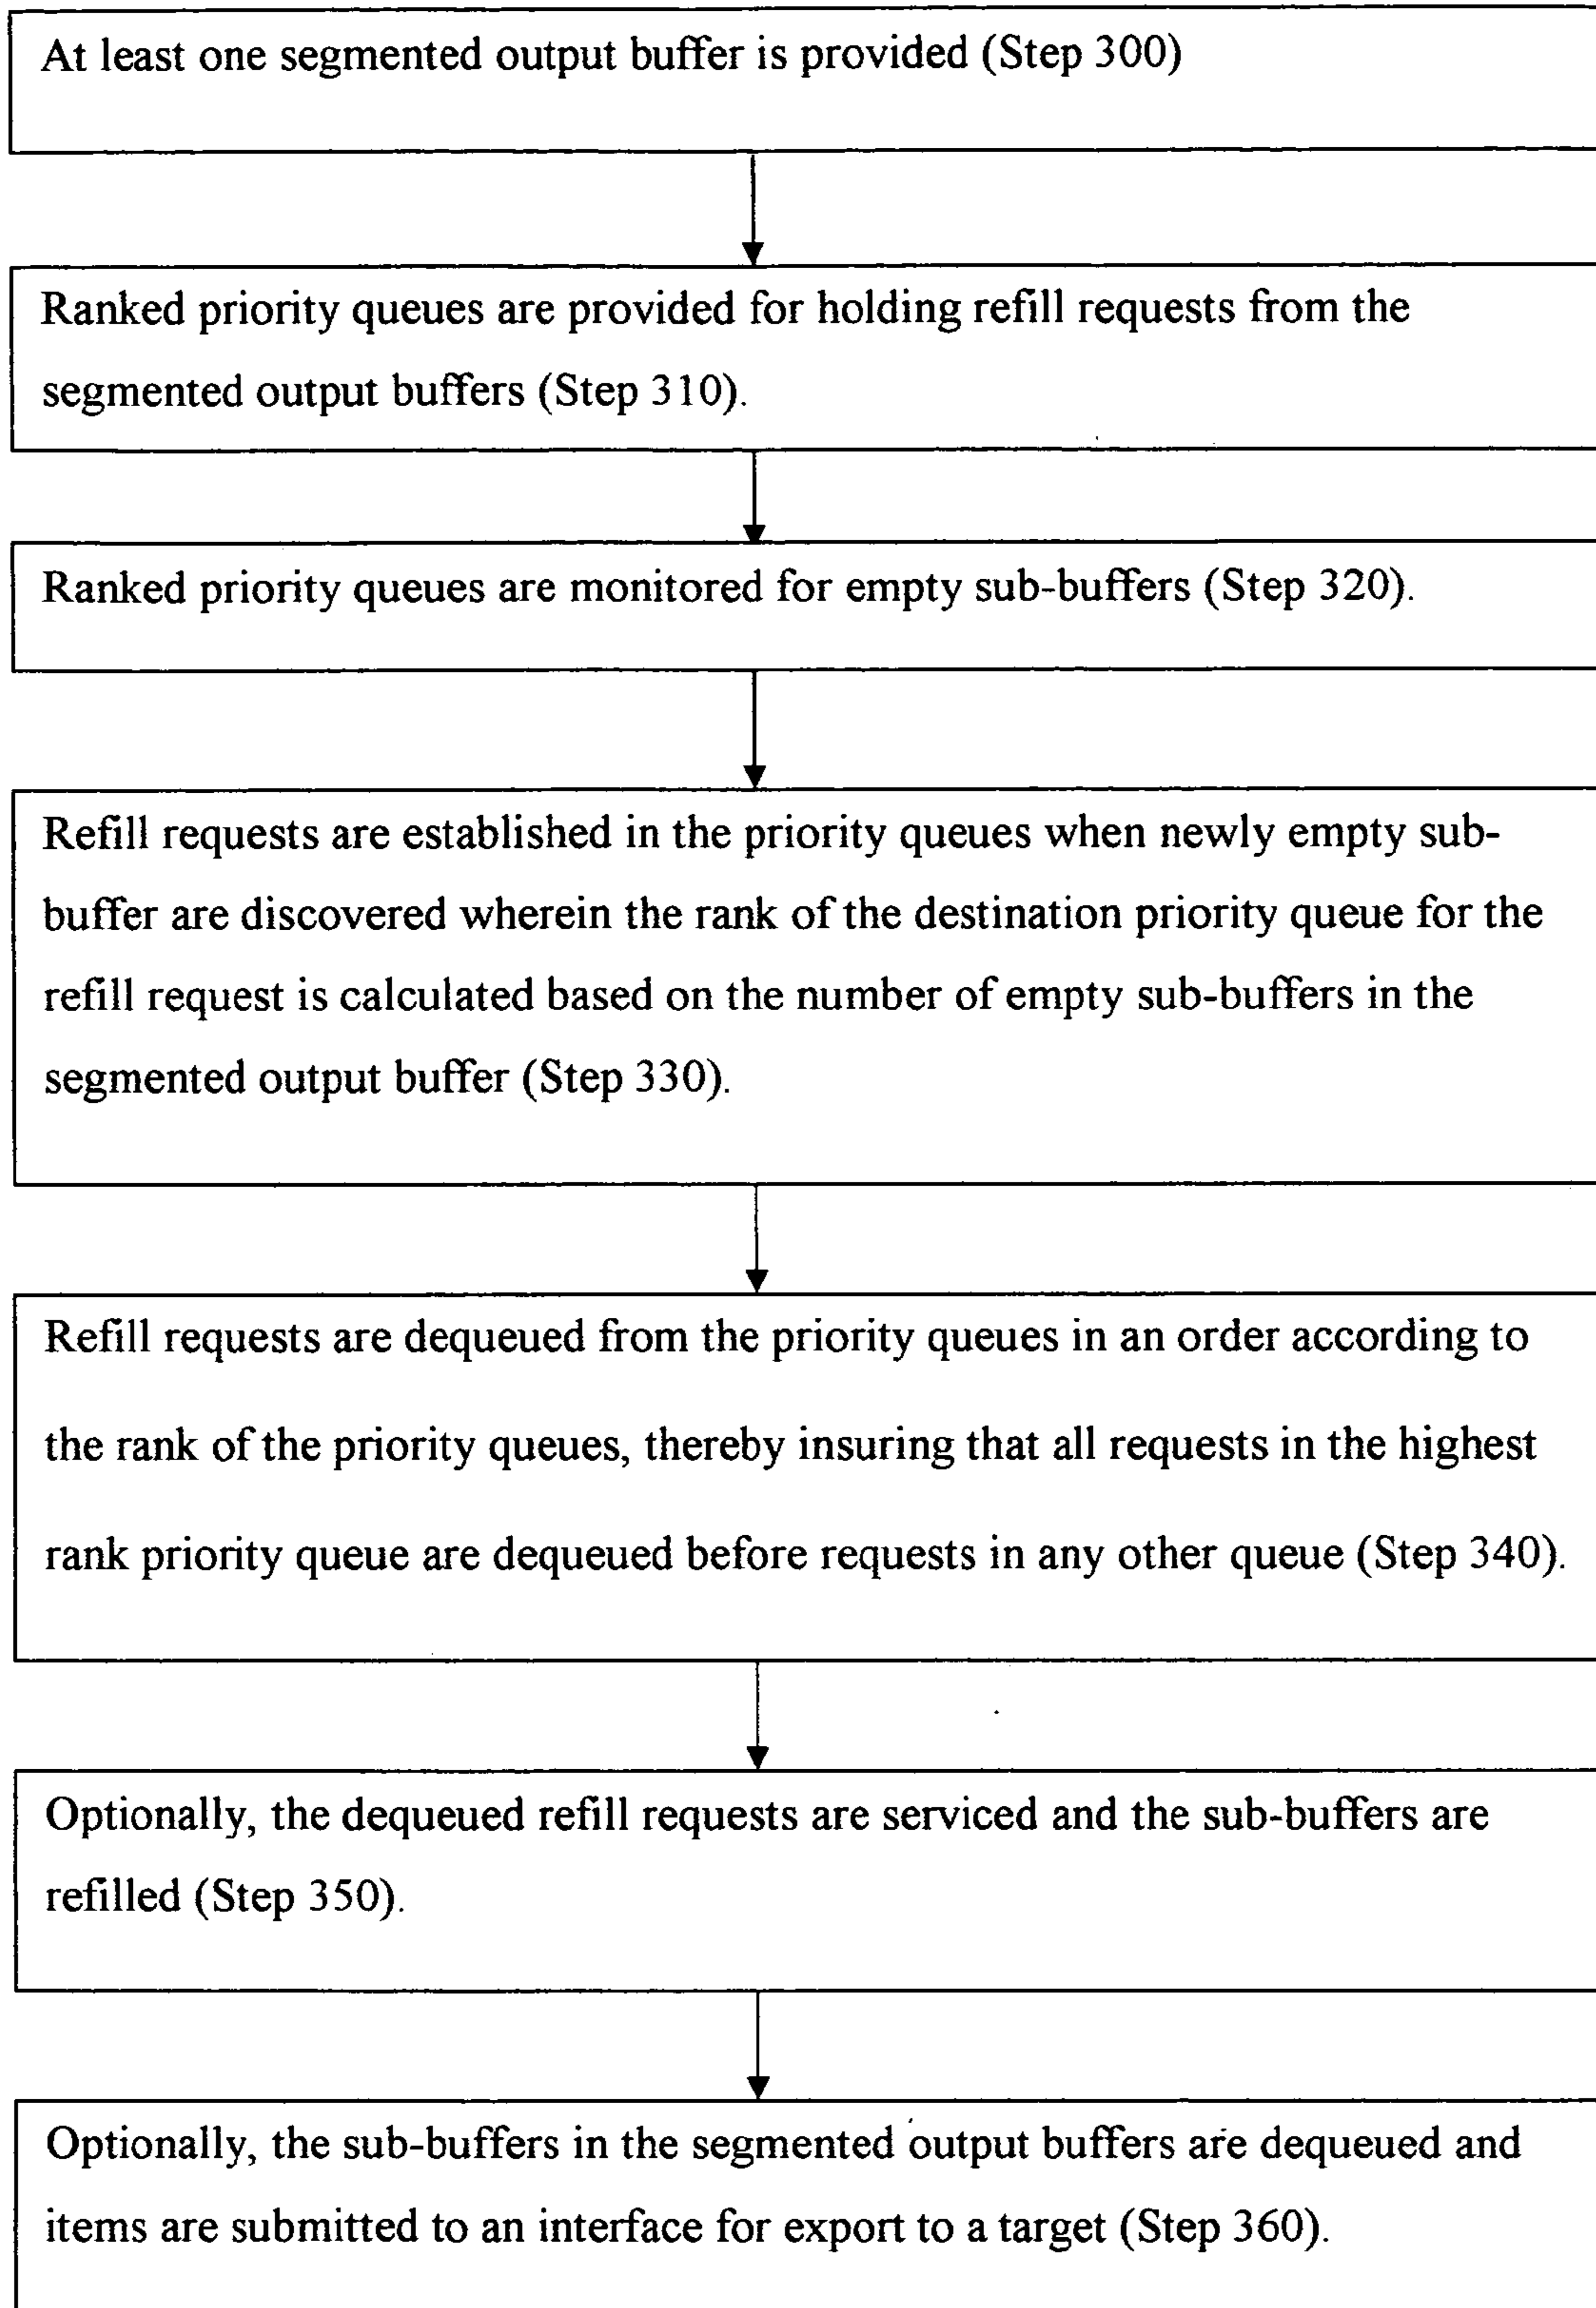 At least one segmented output buffer is provided (Step 300)
Ranked priority queues are provided for holding refill requests from the
segmented output buffers (Step 310).
Ranked priority queues are monitored for empty sub-buffers (Step 320).
Refill requests are established in the priority queues when newly empty sub-
buffer are discovered wherein the rank of the destination priority queue for the
refill request is calculated based on the number of empty sub-buffers in the
segmented output buffer (Step 330).
Refill requests are dequeued from the priority queues in an order according to
the rank of the priority queues, thereby insuring that all requests in the highest
rank priority queue are dequeued before requests in any other queue (Step 340).
Optionally, the dequeued refill requests are serviced and the sub-buffers are
refilled (Step 350).
Optionally, the sub-buffers in the segmented output buffers are dequeued and
items are submitted to an interface for export to a target (Step 360).